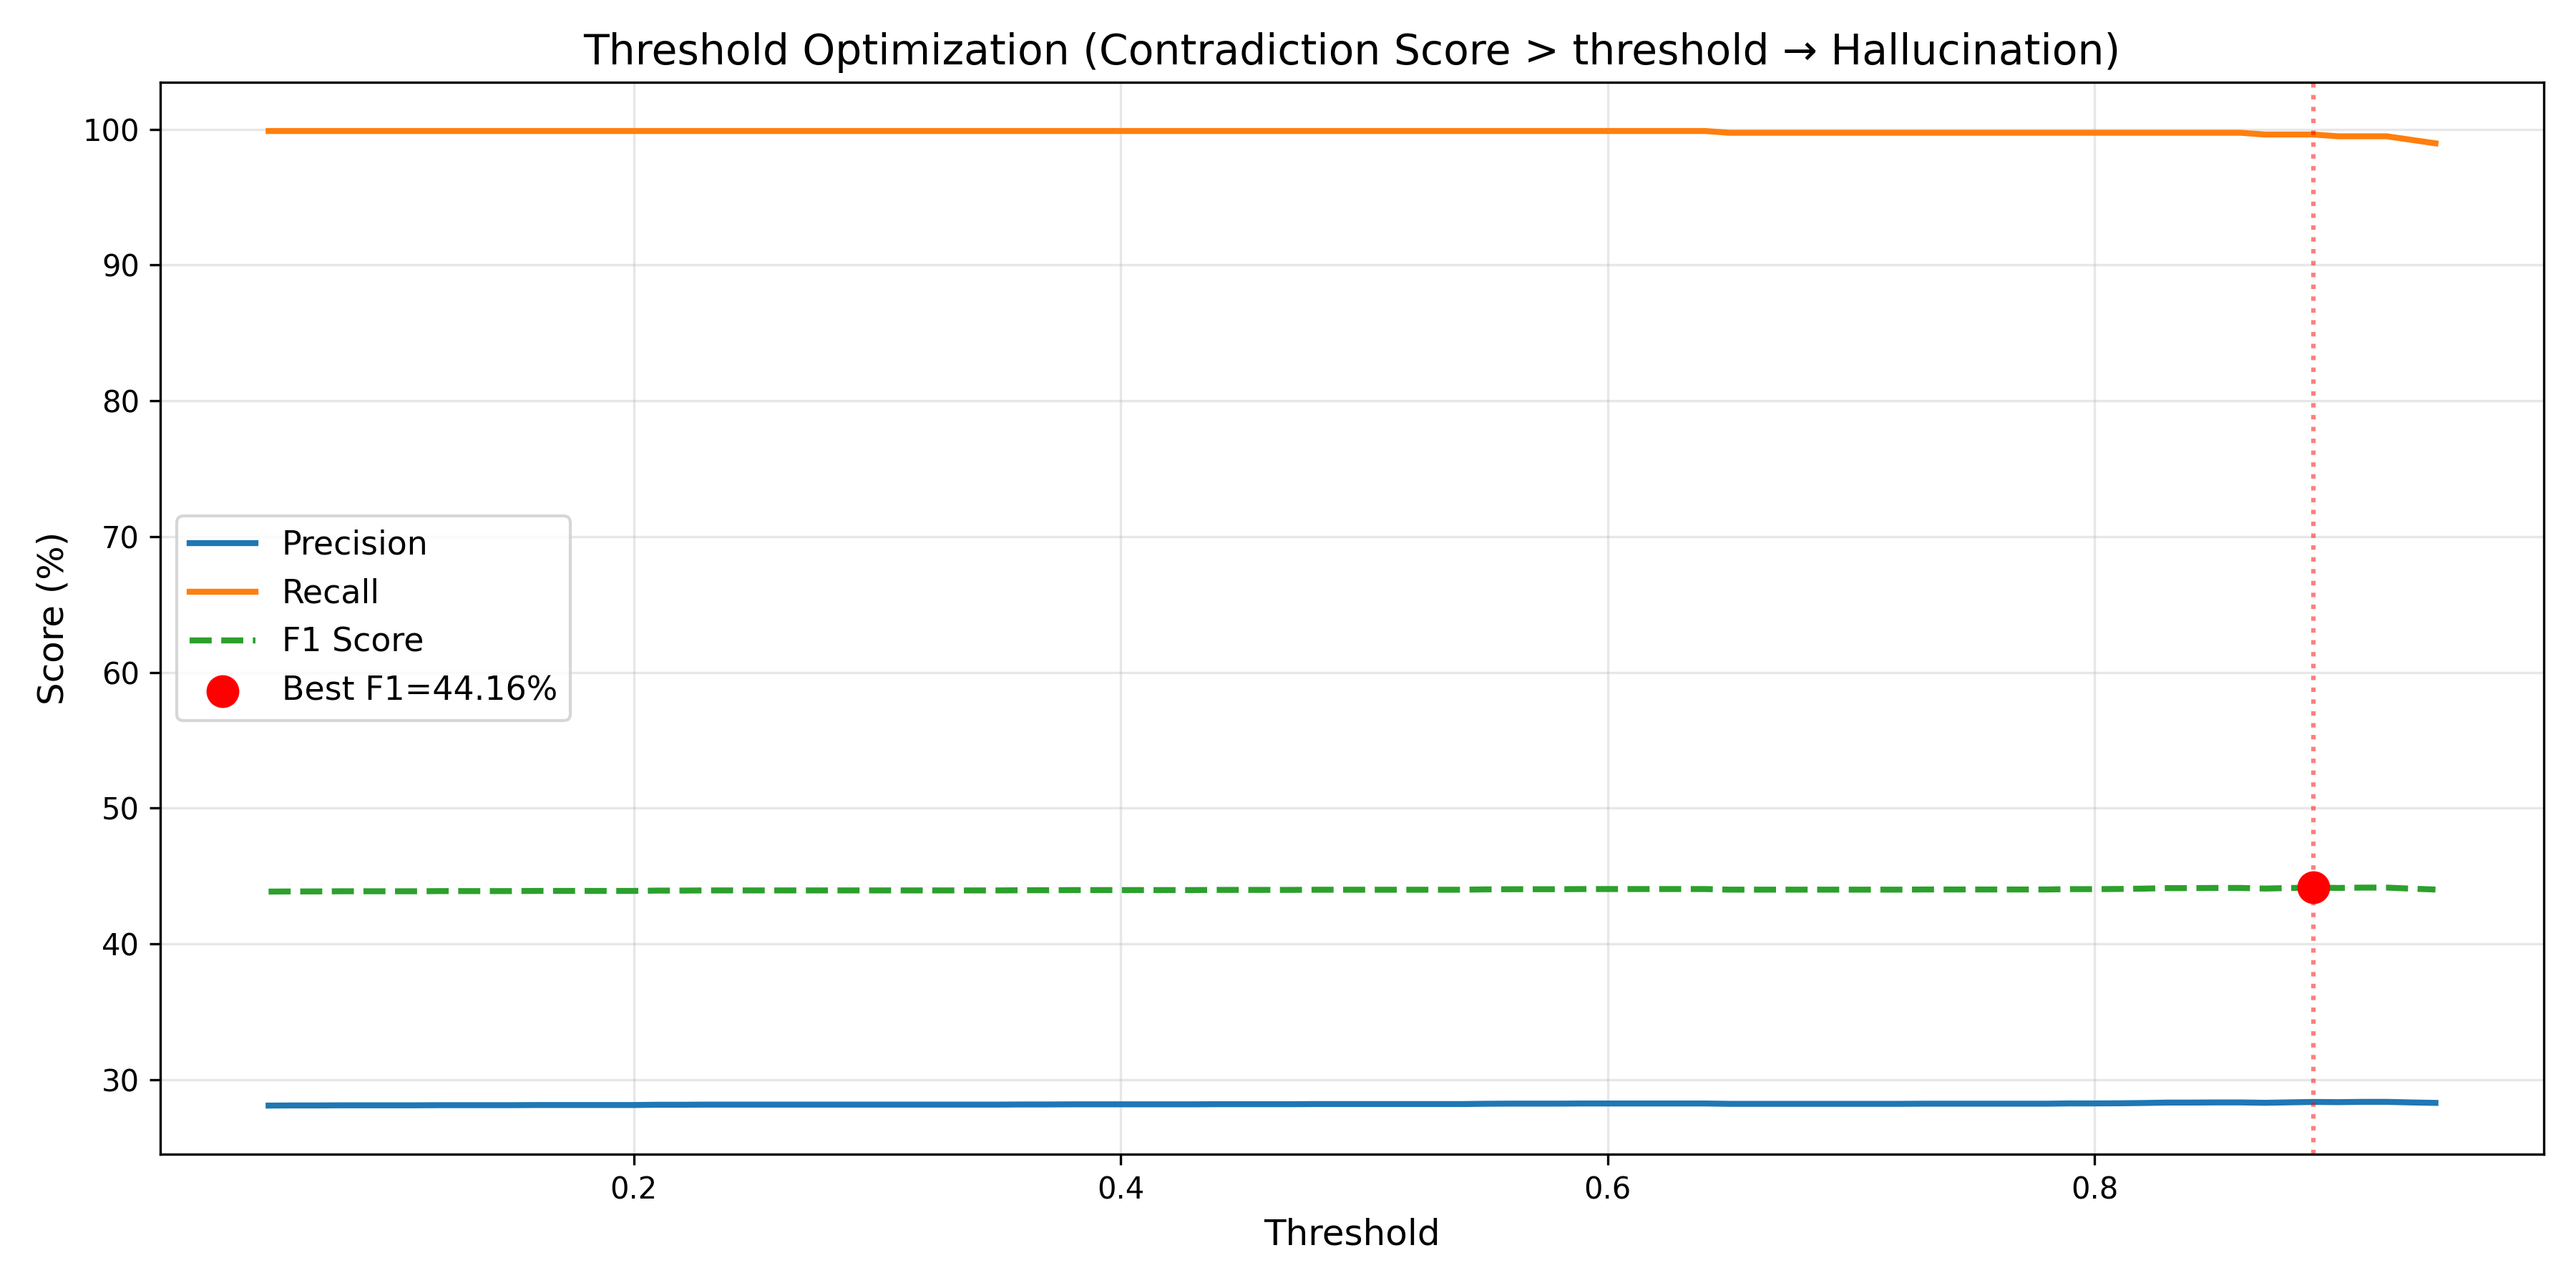 Threshold Optimization (Contradiction Score > threshold → Hallucination)
Score (%)
100
90
80
70
60
50
40
30
Precision
Recall
F1 Score
Best F1=44.16%
0.2 0.4 0.6 0.8
Threshold